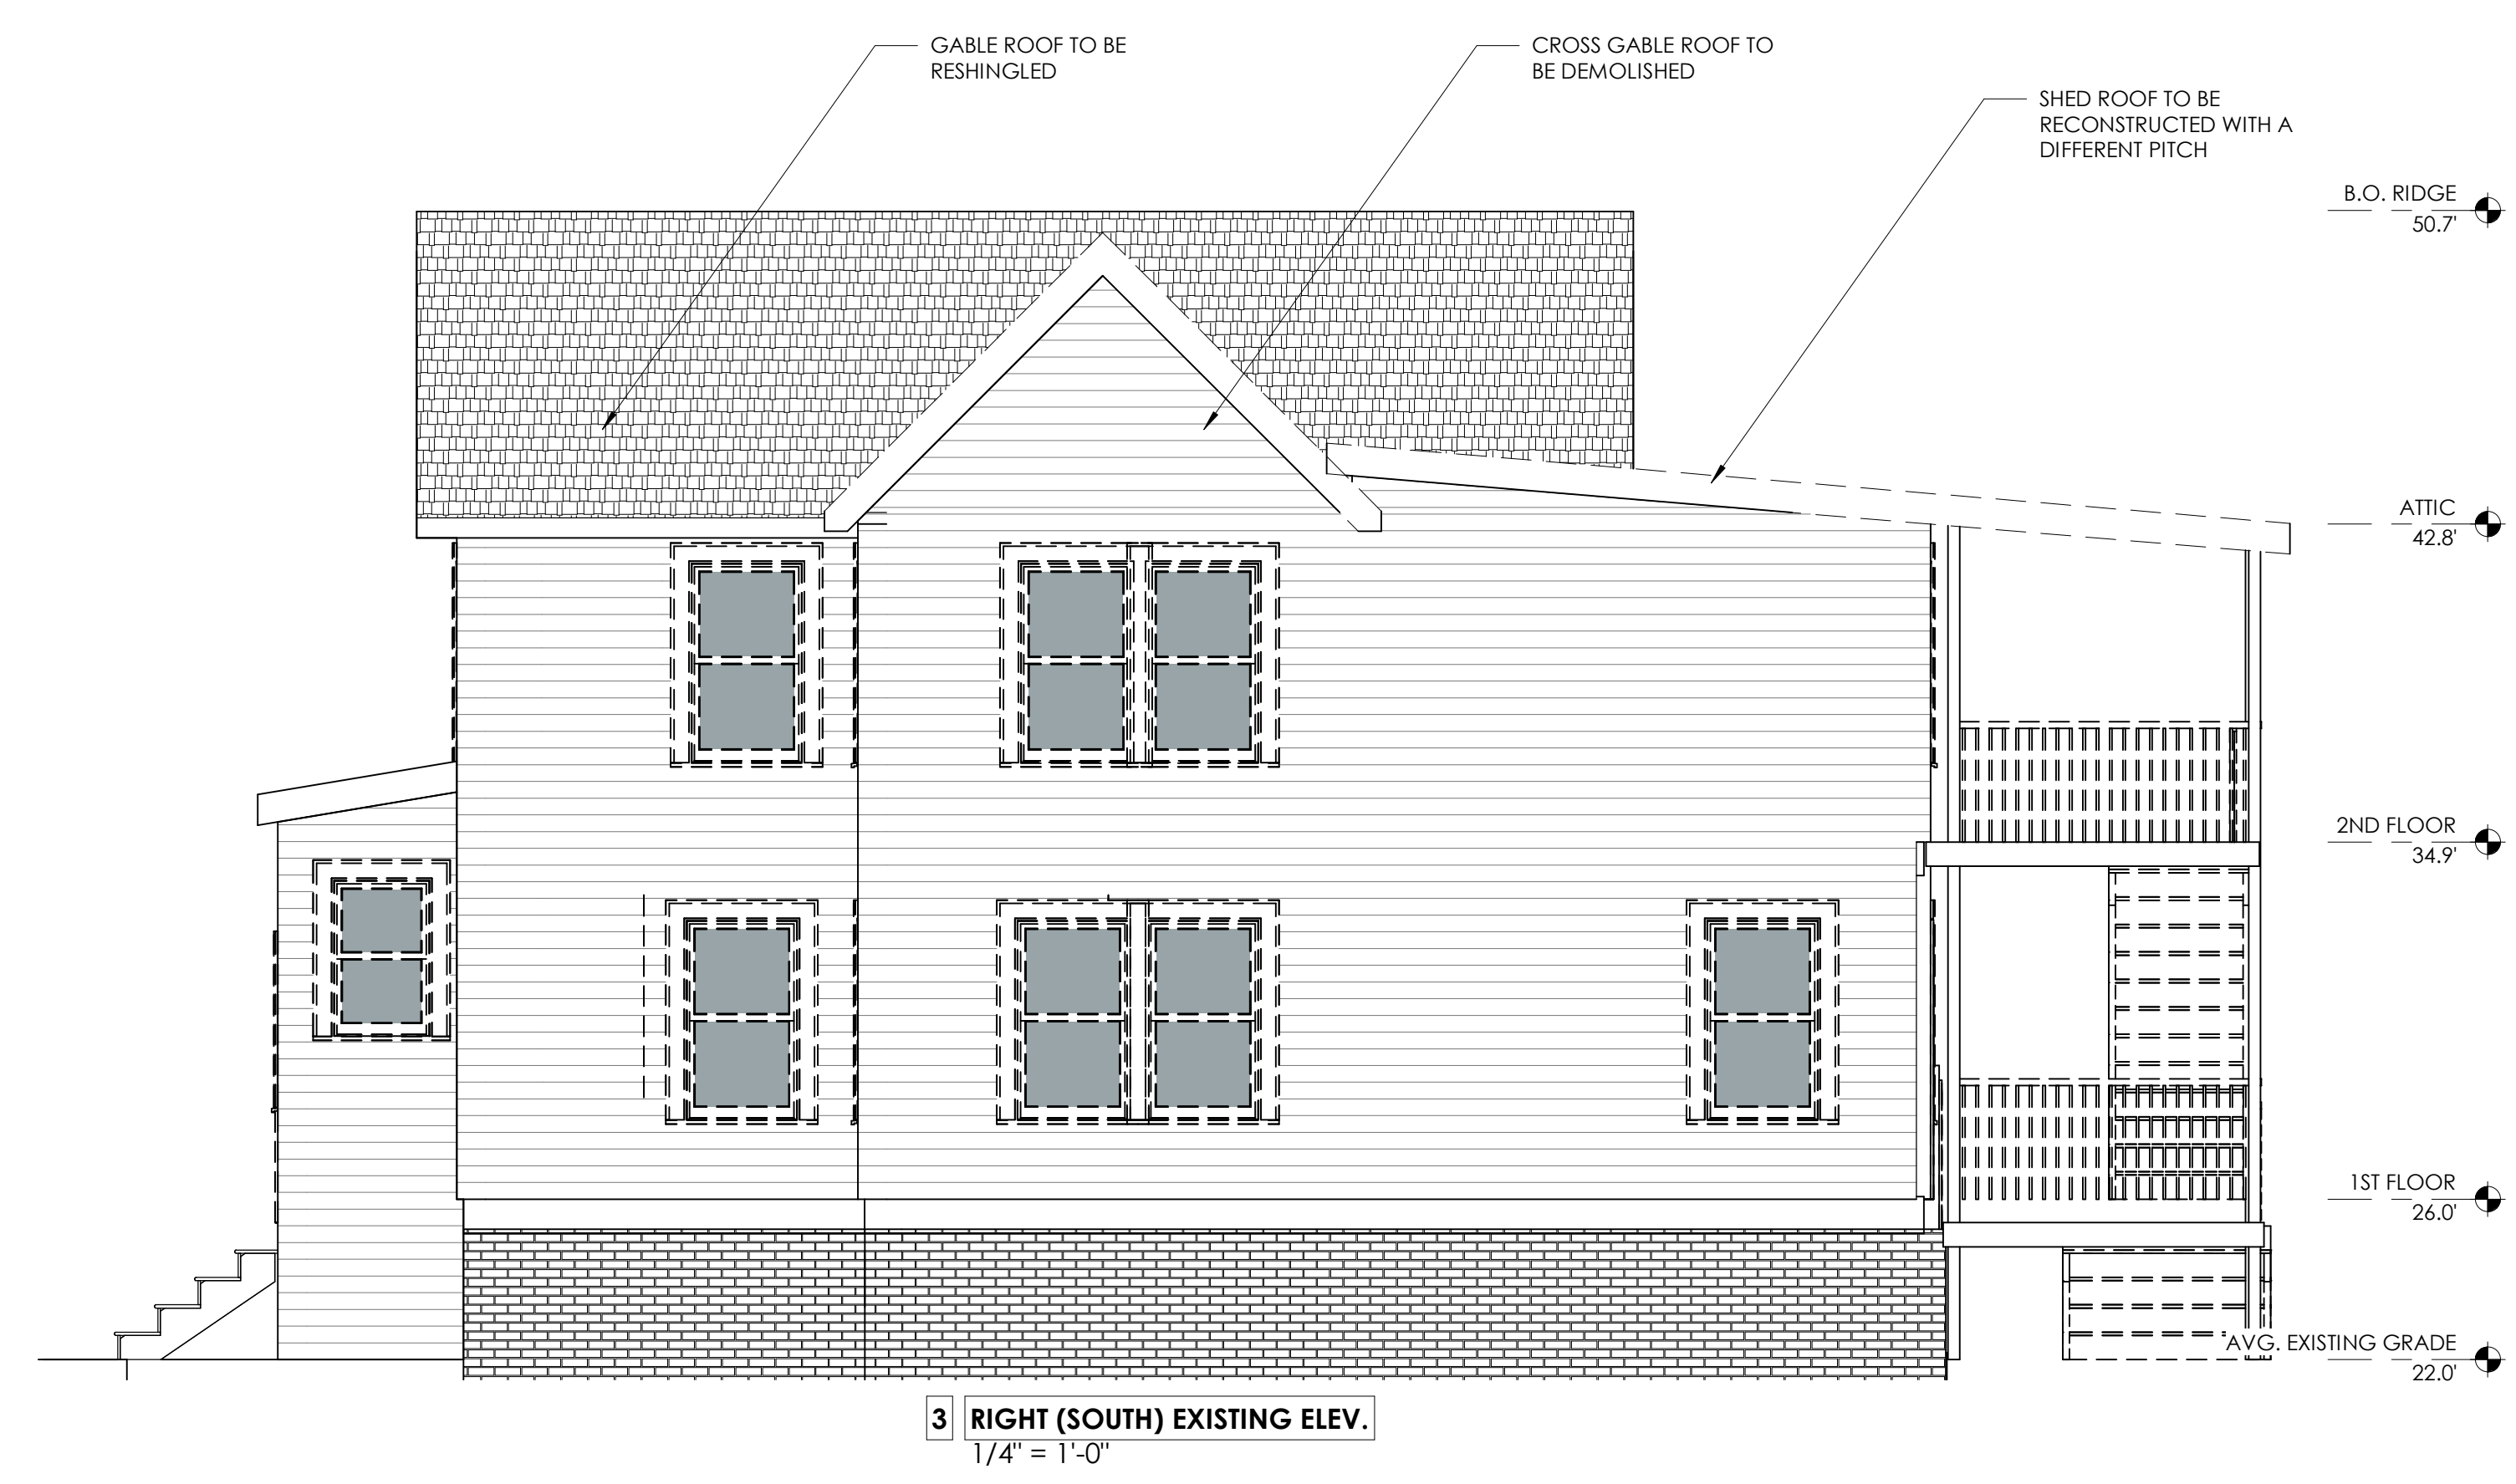 GABLE ROOF TO BE
RESHINGLED
CROSS GABLE ROOF TO
BE DEMOLISHED
SHED ROOF TO BE
RECONSTRUCTED WITH A
DIFFERENT PITCH
B.O. RIDGE
50.7'
ATTIC
42.8'
2ND FLOOR
34.9'
1ST FLOOR
26.0'
AVG. EXISTING GRADE
22.0'
3 RIGHT (SOUTH) EXISTING ELEV.
1/4" = 1'-0"